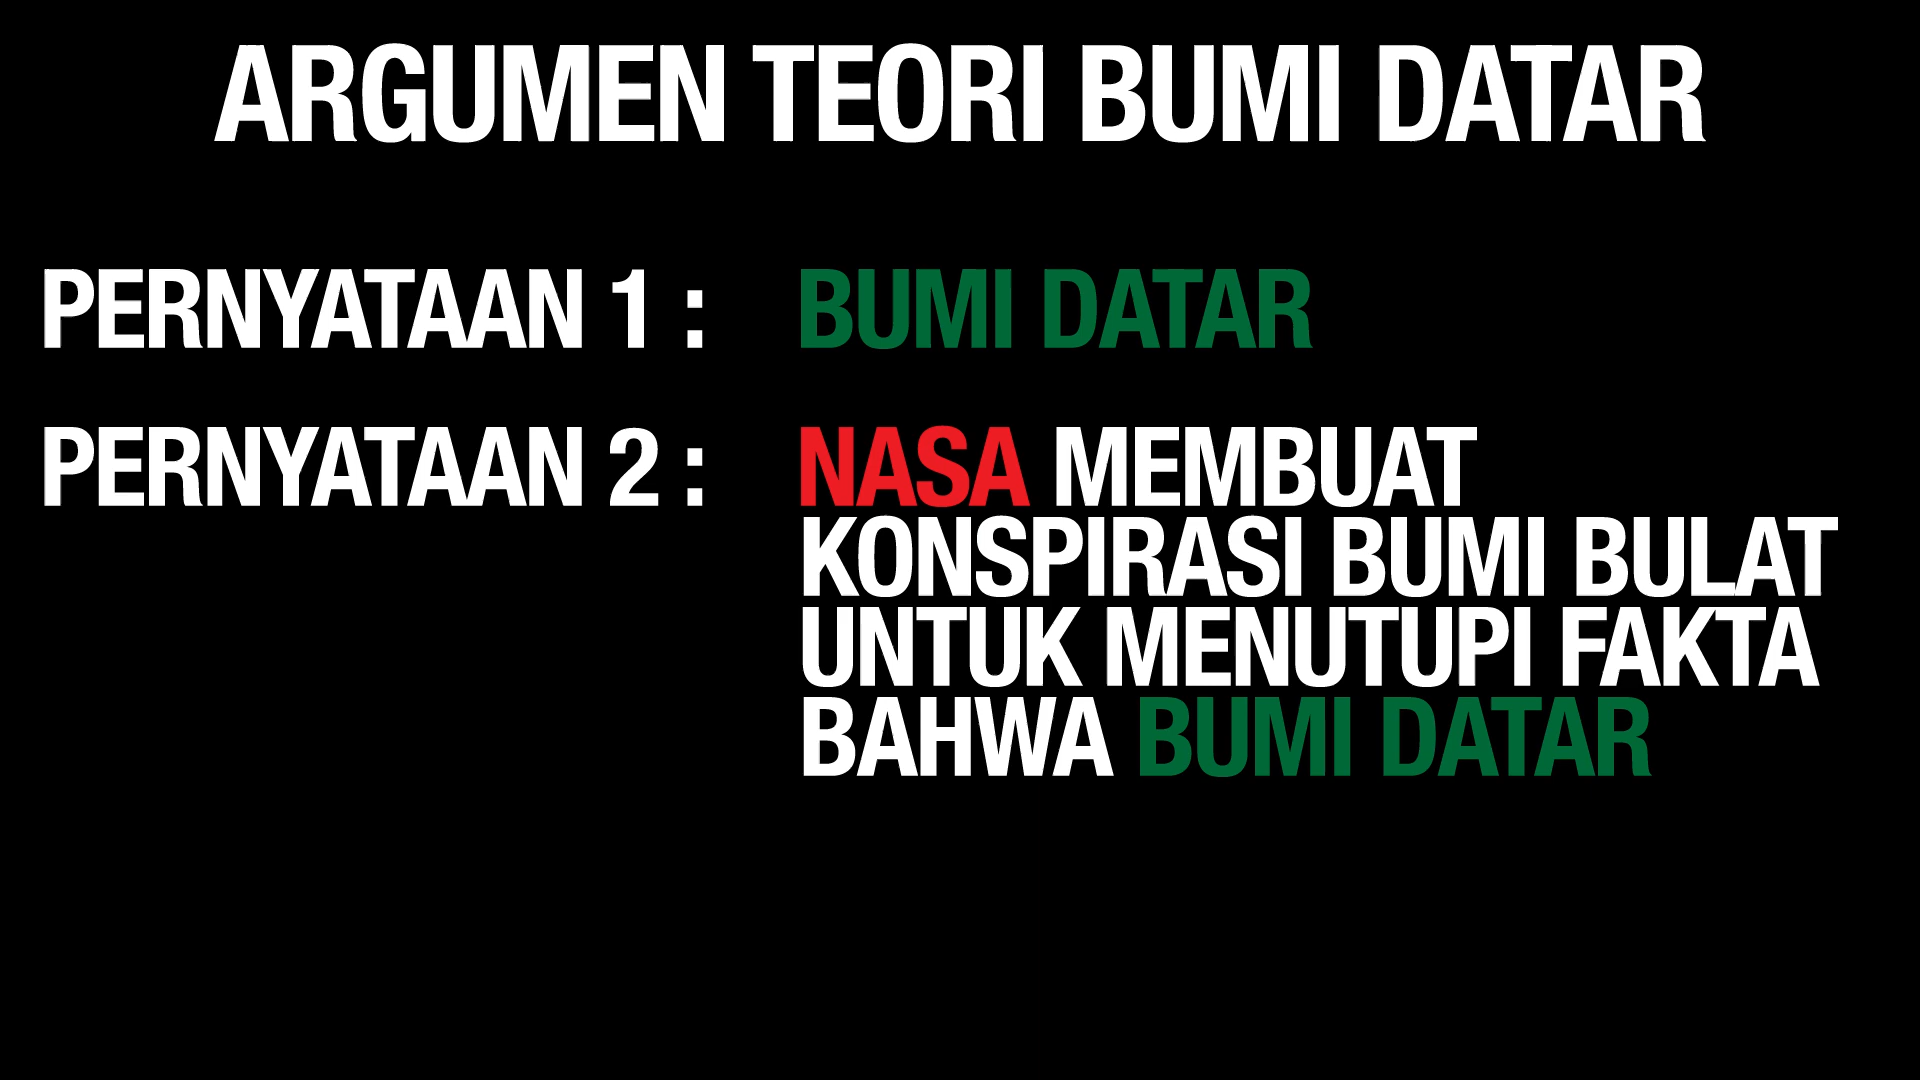 ARGUMEN TEORI BUMI DATAR
PERNYATAAN 1 : BUMI DATAR
PERNYATAAN 2 : NASA MEMBUAT
KONSPIRASI BUMI BULAT
UNTUK MENUTUPI FAKTA
BAHWA BUMI DATAR